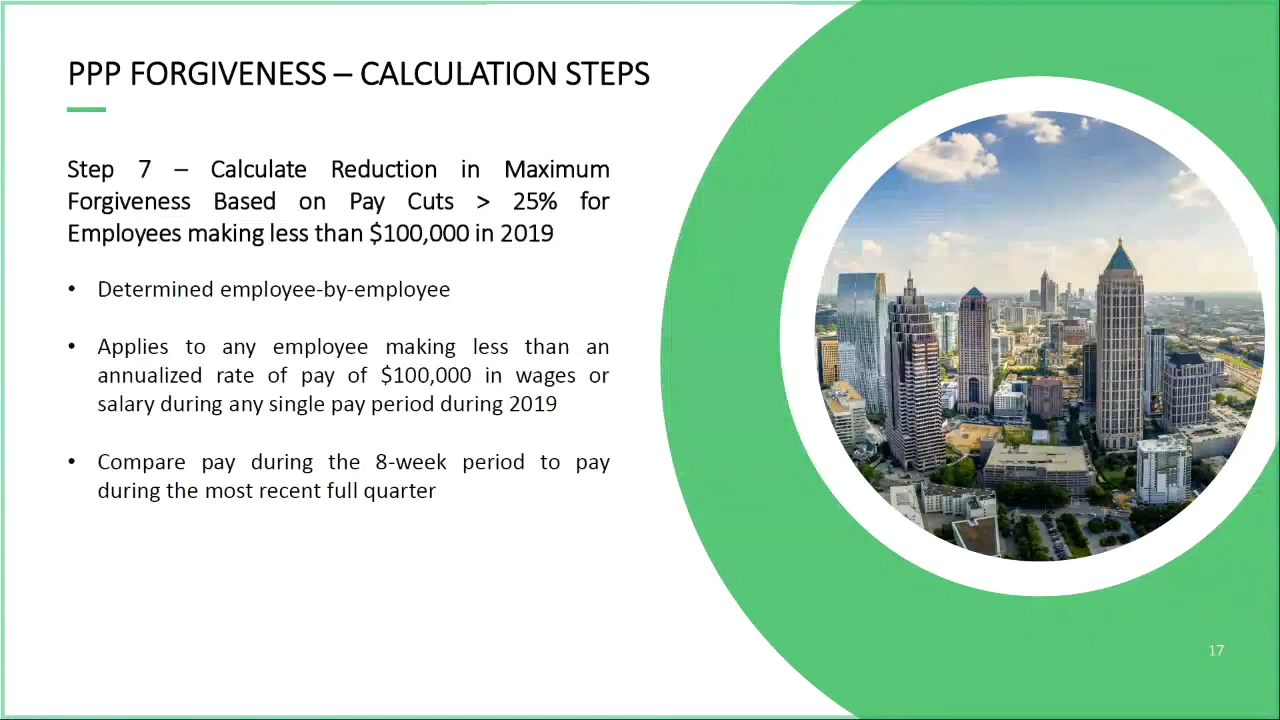 PPP FORGIVENESS – CALCULATION STEPS
Step 7 – Calculate Reduction in Maximum
Forgiveness Based on Pay Cuts > 25% for
Employees making less than $100,000 in 2019
• Determined employee-by-employee
• Applies to any employee making less than an
annualized rate of pay of $100,000 in wages or
salary during any single pay period during 2019
• Compare pay during the 8-week period to pay
during the most recent full quarter
17